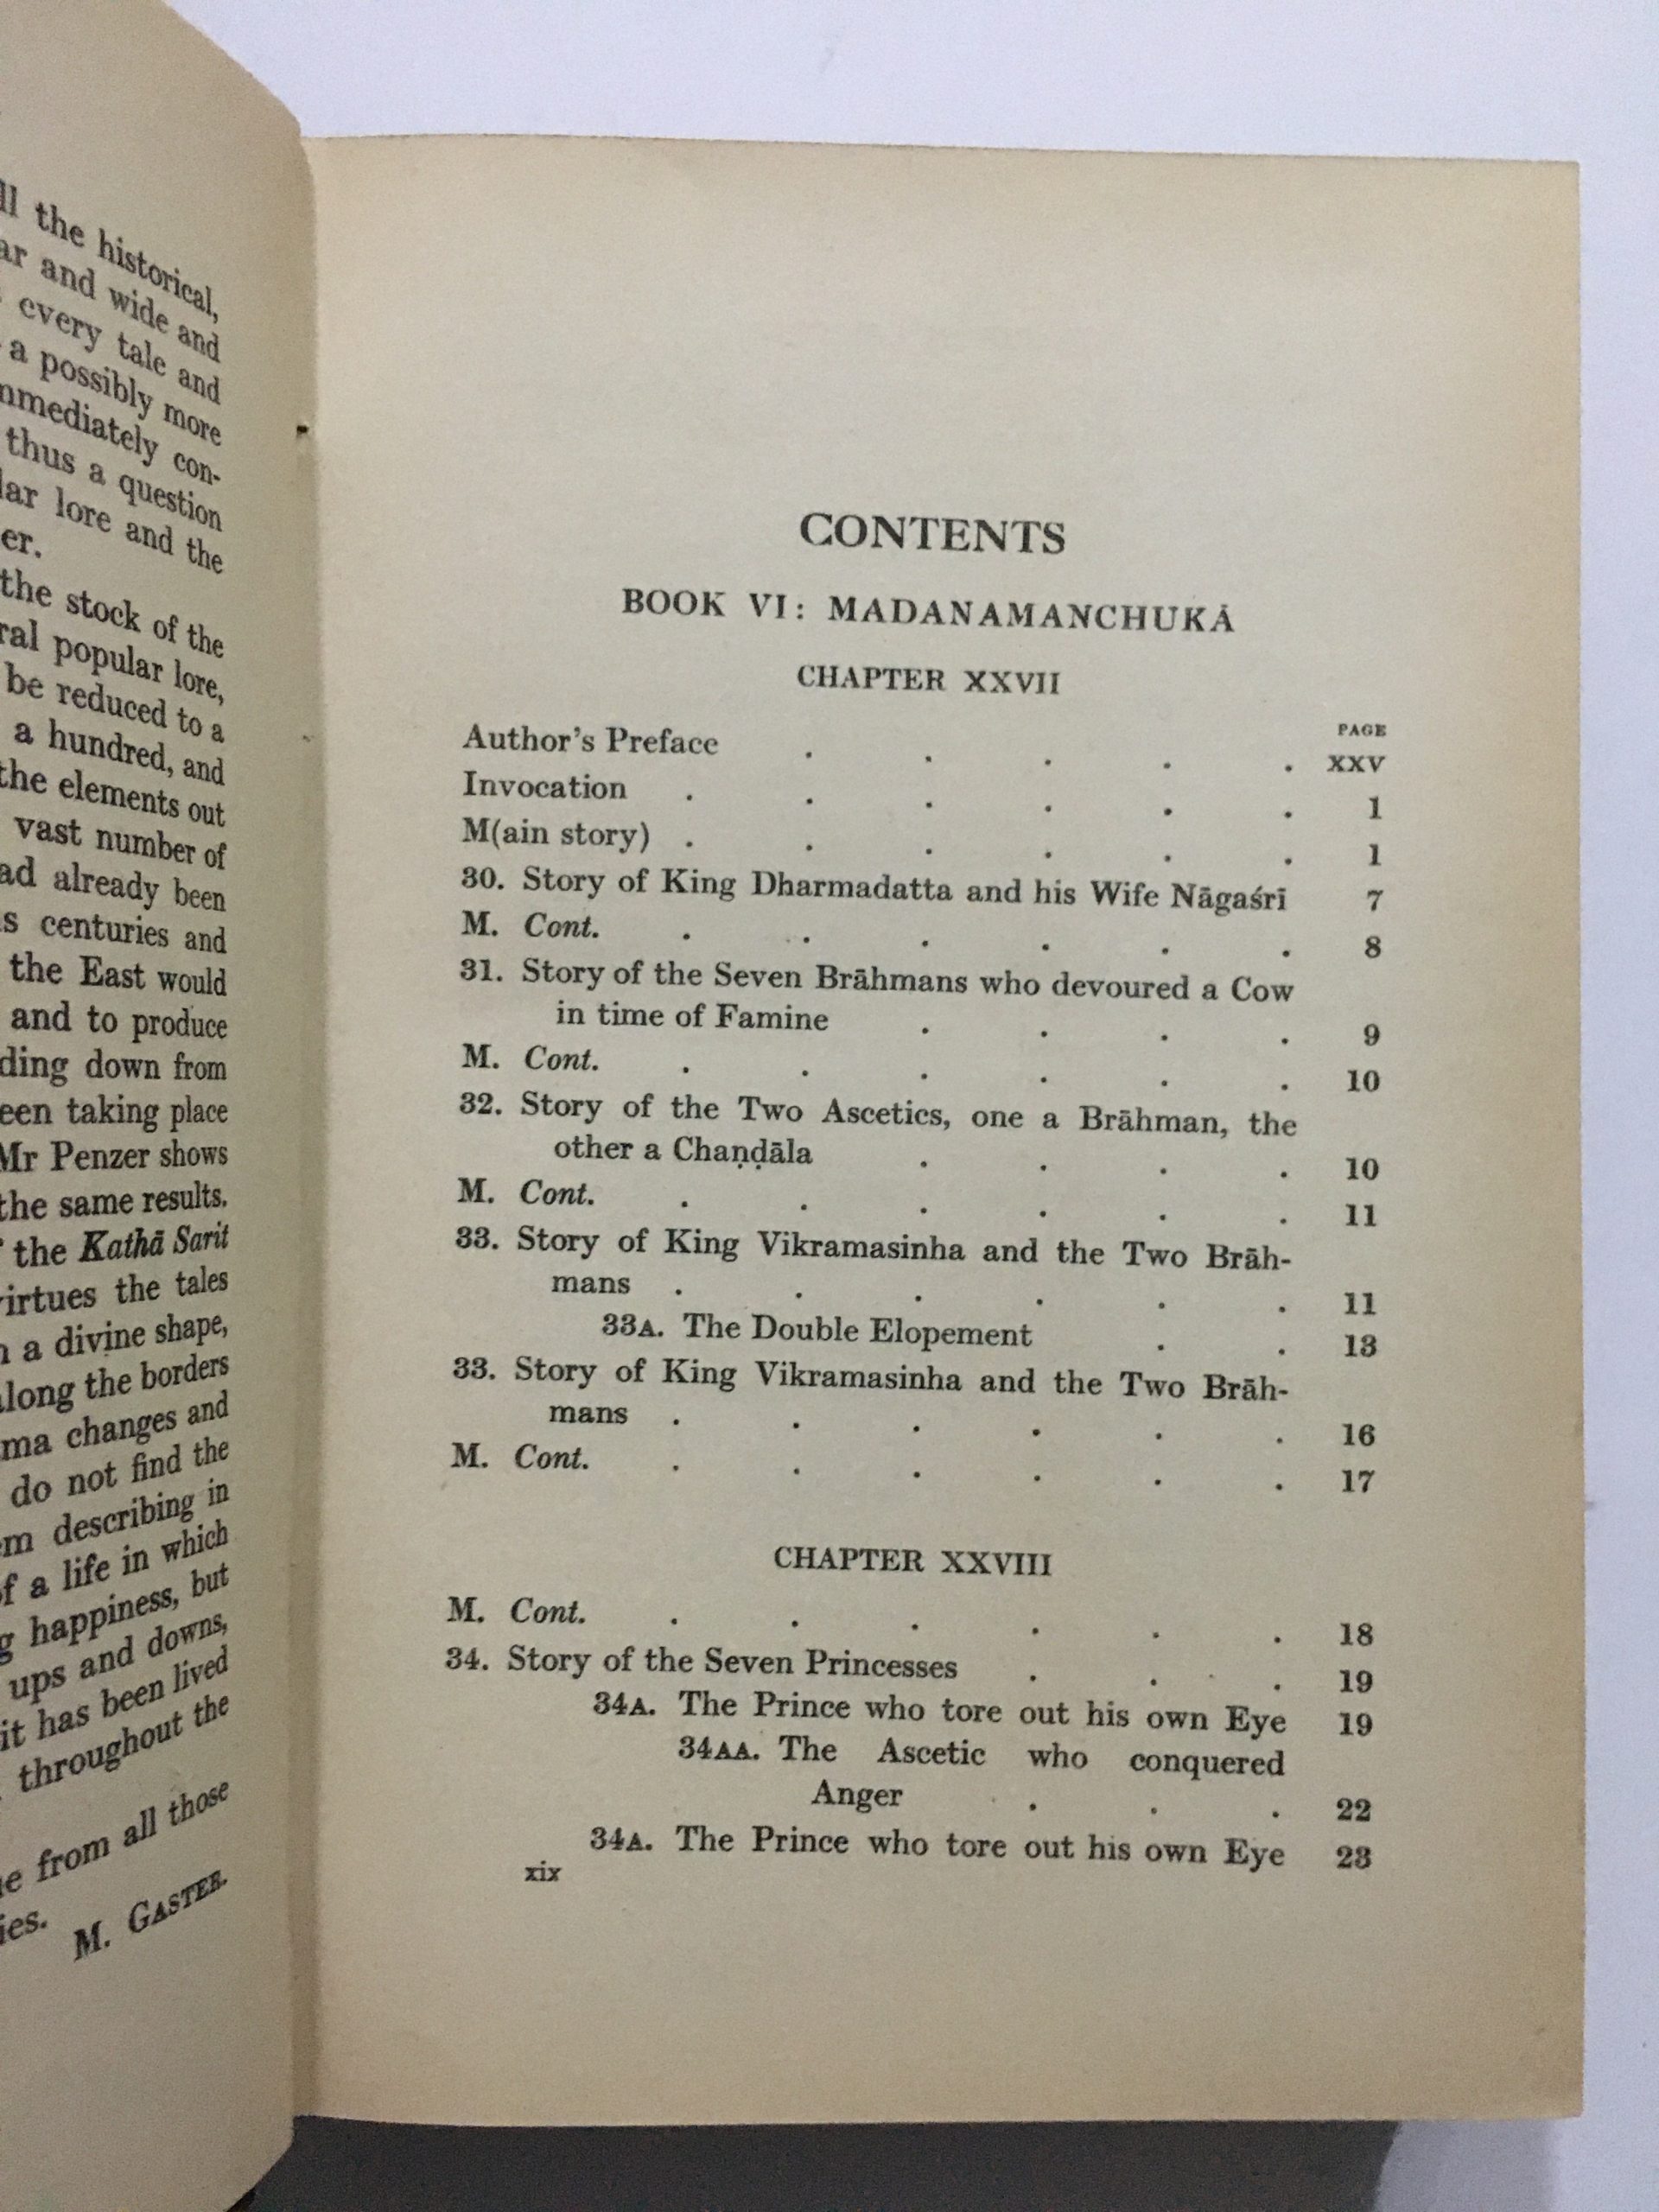 ll the historical,
ar and wide and
every tale and
a possibly more
mmediately con-
thus a question
lar lore and the
er.
the stock of the
ral popular lore,
be reduced to a
a hundred, and
the elements out
vast number of
ad already been
s centuries and
the East would
and to produce
ding down from
een taking place
Mr Penzer shows
the same results.
the Kathā Sarit
virtues the tales
n a divine shape,
along the borders
ma changes and
do not find the
m describing in
of a life in which
g happiness, but
ups and downs,
it has been lived
throughout the
e from all those
ies.
M. GASTER.
CONTENTS
BOOK VI: MADANAMANCHUKĀ
CHAPTER XXVII
PAGE
Author's Preface . . . . . XXV
Invocation . . . . . . 1
M(ain story) . . . . . . 1
30. Story of King Dharmadatta and his Wife Nāgaśrī 7
M. Cont. . . . . . . 8
31. Story of the Seven Brāhmans who devoured a Cow
in time of Famine . . . . 9
M. Cont. . . . . . . 10
32. Story of the Two Ascetics, one a Brāhman, the
other a Chaṇḍāla . . . . 10
M. Cont. . . . . . . 11
33. Story of King Vikramasinha and the Two Brāh-
mans . . . . . . 11
33A. The Double Elopement . . 13
33. Story of King Vikramasinha and the Two Brāh-
mans . . . . . . 16
M. Cont. . . . . . . 17
CHAPTER XXVIII
M. Cont. . . . . . . 18
34. Story of the Seven Princesses . . . 19
34A. The Prince who tore out his own Eye 19
34AA. The Ascetic who conquered
Anger . . . 22
34A. The Prince who tore out his own Eye 23
xix